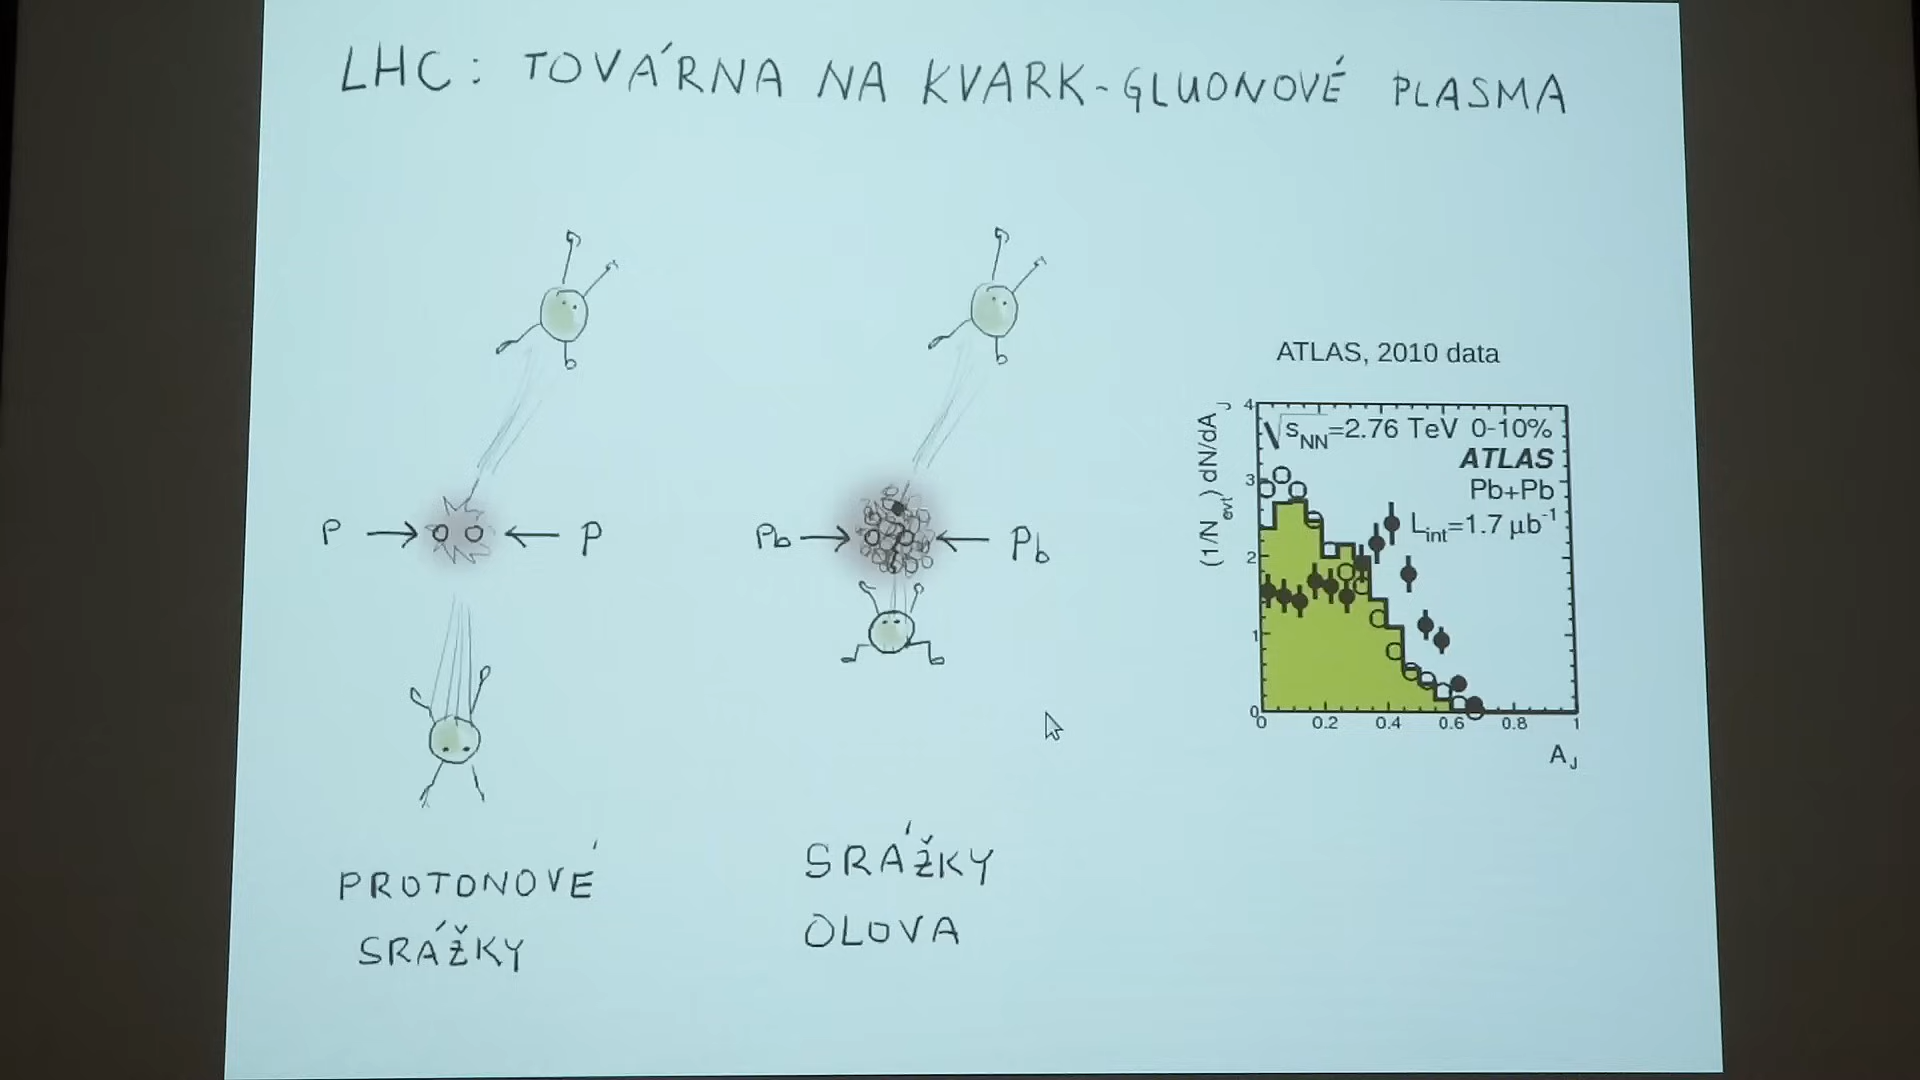 LHC: TOVÁRNA NA KVARK-GLUONOVÉ PLASMA
P → ← P
Pb → ← Pb
PROTONOVÉ
SRÁŽKY
SRÁŽKY
OLOVA
ATLAS, 2010 data
(1/Nevt) dN/dAJ
√sNN=2.76 TeV 0-10%
ATLAS
Pb+Pb
Lint=1.7 μb-1
4
3
2
1
0
0 0.2 0.4 0.6 0.8 1
AJ